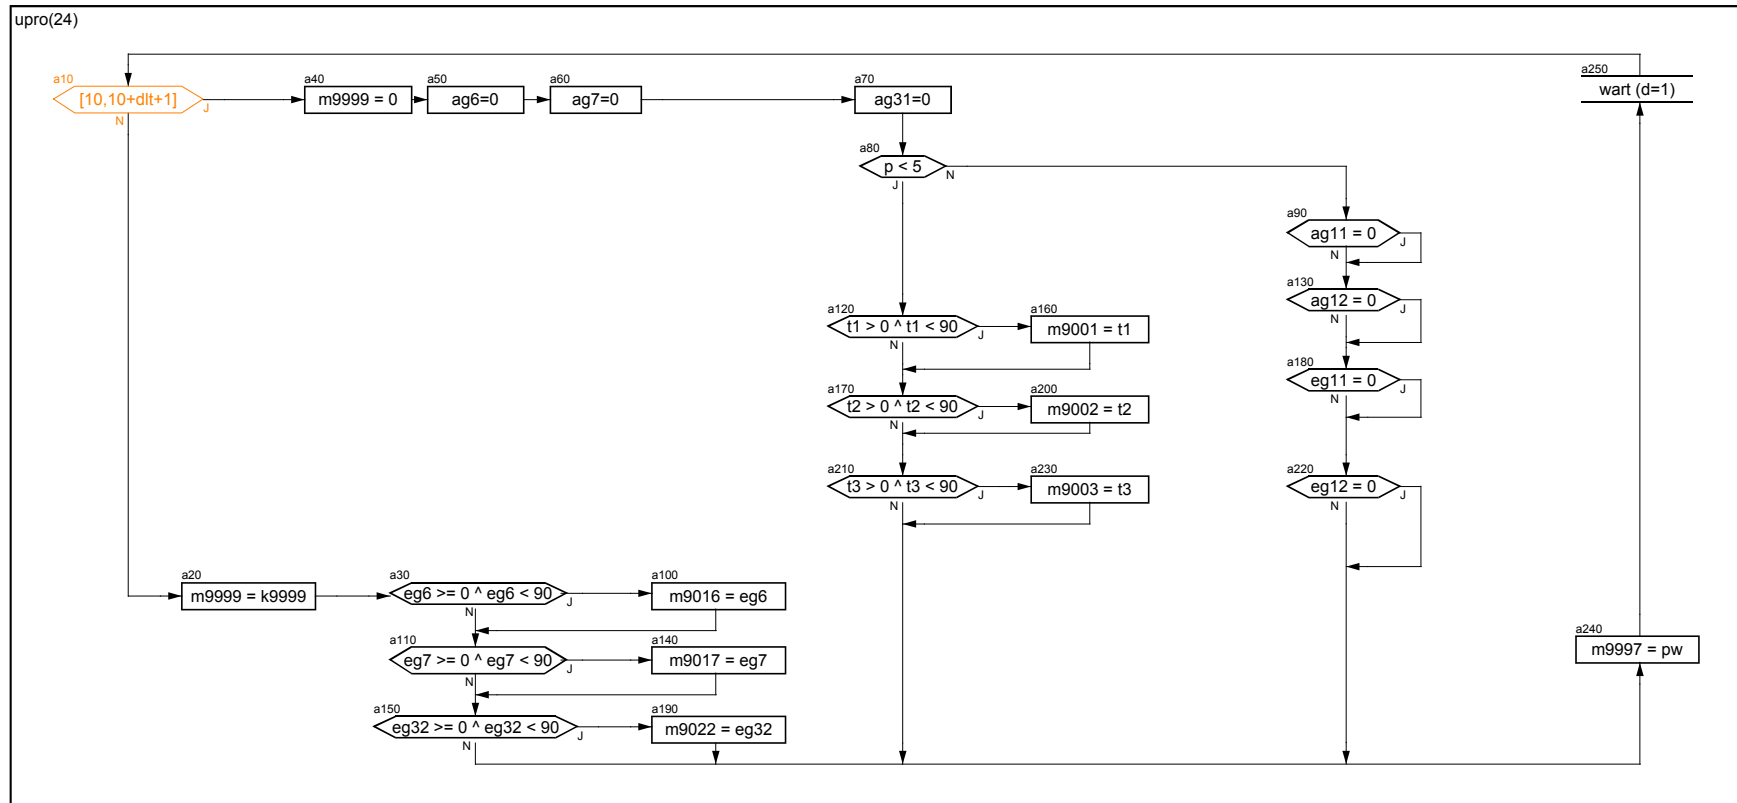 upro(24)
a10
[10,10+dlt+1]
J
N
a40
m9999 = 0
a50
ag6=0
a60
ag7=0
a70
ag31=0
a250
wart (d=1)
a80
p < 5
J
N
a90
ag11 = 0
J
N
a130
ag12 = 0
J
N
a120
t1 > 0 ^ t1 < 90
J
N
a160
m9001 = t1
a180
eg11 = 0
J
N
a170
t2 > 0 ^ t2 < 90
J
N
a200
m9002 = t2
a210
t3 > 0 ^ t3 < 90
J
N
a230
m9003 = t3
a220
eg12 = 0
J
N
a20
m9999 = k9999
a30
eg6 >= 0 ^ eg6 < 90
J
N
a100
m9016 = eg6
a110
eg7 >= 0 ^ eg7 < 90
J
N
a140
m9017 = eg7
a240
m9997 = pw
a150
eg32 >= 0 ^ eg32 < 90
J
N
a190
m9022 = eg32